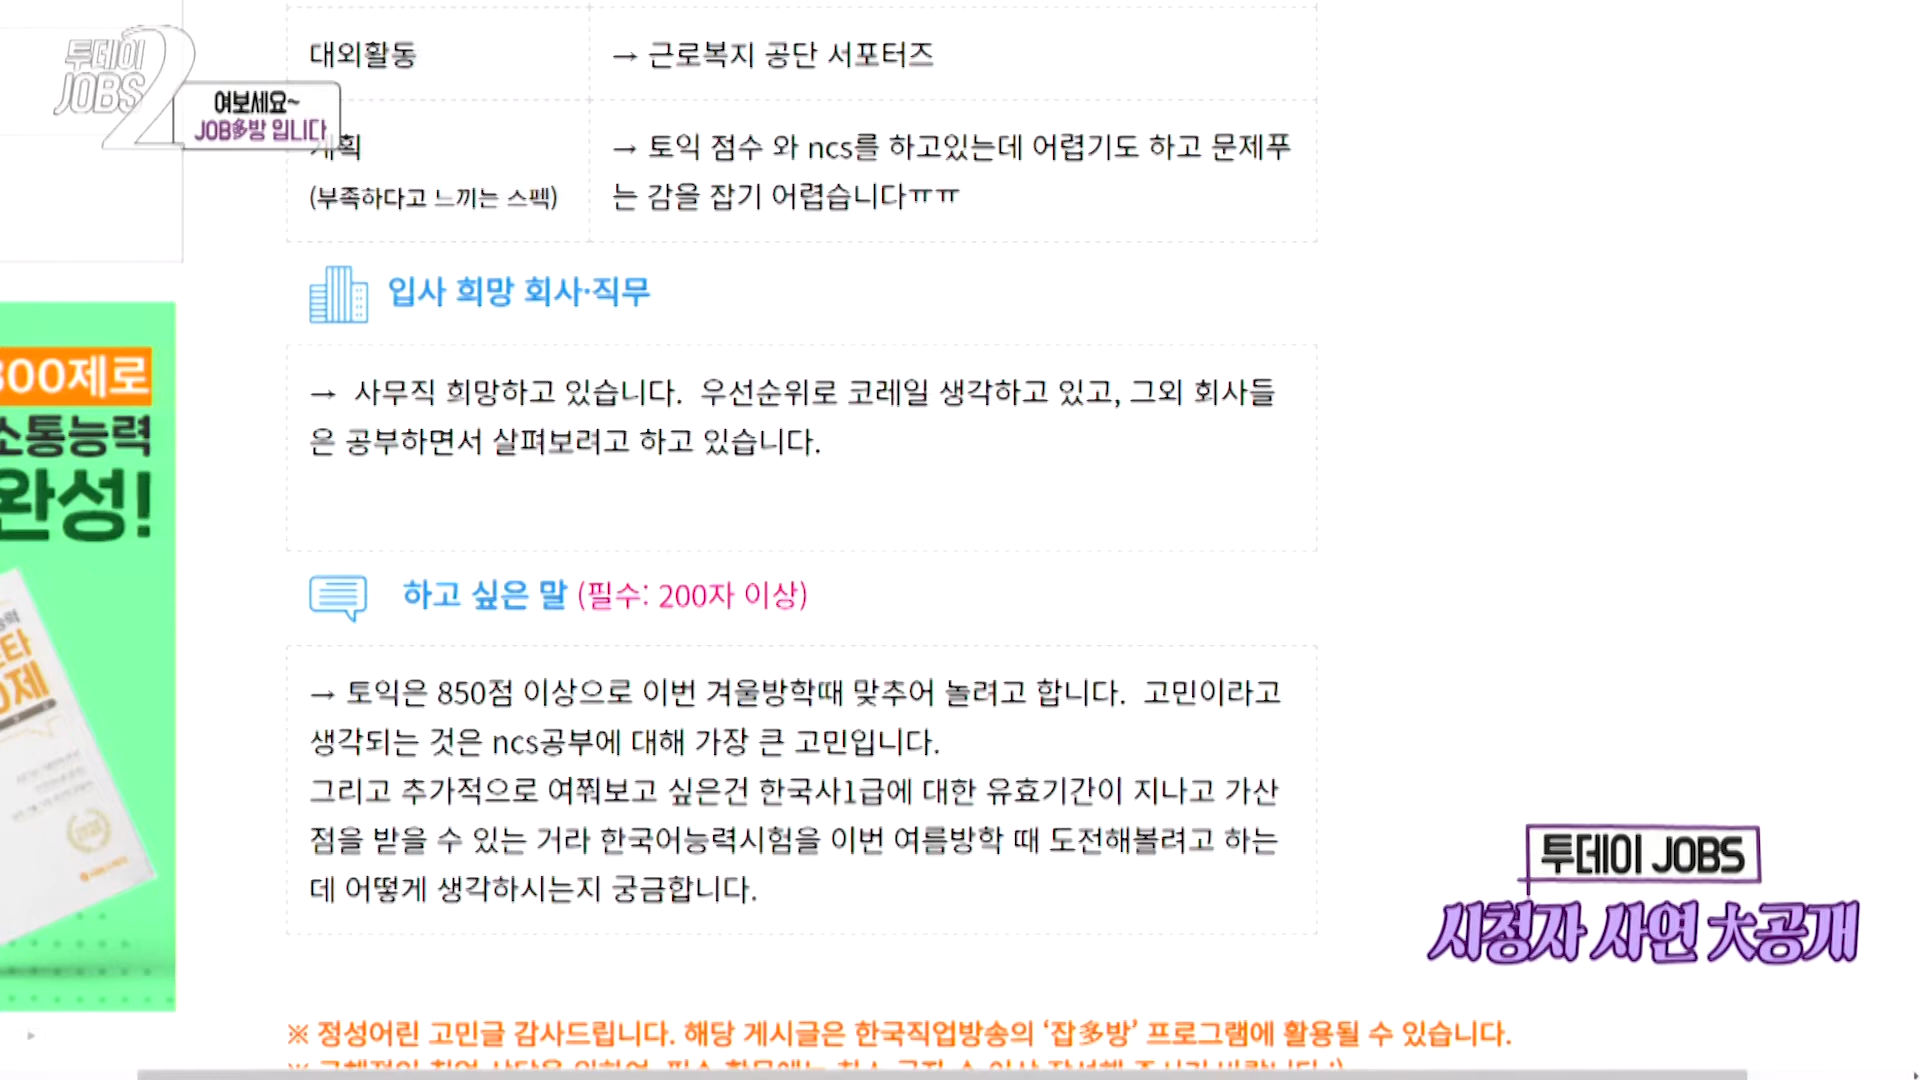 투데이
JOBS 2
여보세요~
JOB多방 입니다
대외활동
→ 근로복지 공단 서포터즈
계획
(부족하다고 느끼는 스펙)
→ 토익 점수 와 ncs를 하고있는데 어렵기도 하고 문제푸
는 감을 잡기 어렵습니다ㅠㅠ
입사 희망 회사·직무
→ 사무직 희망하고 있습니다. 우선순위로 코레일 생각하고 있고, 그외 회사들
은 공부하면서 살펴보려고 하고 있습니다.
하고 싶은 말 (필수: 200자 이상)
→ 토익은 850점 이상으로 이번 겨울방학때 맞추어 놀려고 합니다. 고민이라고
생각되는 것은 ncs공부에 대해 가장 큰 고민입니다.
그리고 추가적으로 여쭤보고 싶은건 한국사1급에 대한 유효기간이 지나고 가산
점을 받을 수 있는 거라 한국어능력시험을 이번 여름방학 때 도전해볼려고 하는
데 어떻게 생각하시는지 궁금합니다.
300제로
소통능력
완성!
투데이 JOBS
시청자 사연 大공개
※ 정성어린 고민글 감사드립니다. 해당 게시글은 한국직업방송의 ‘잡多방’ 프로그램에 활용될 수 있습니다.